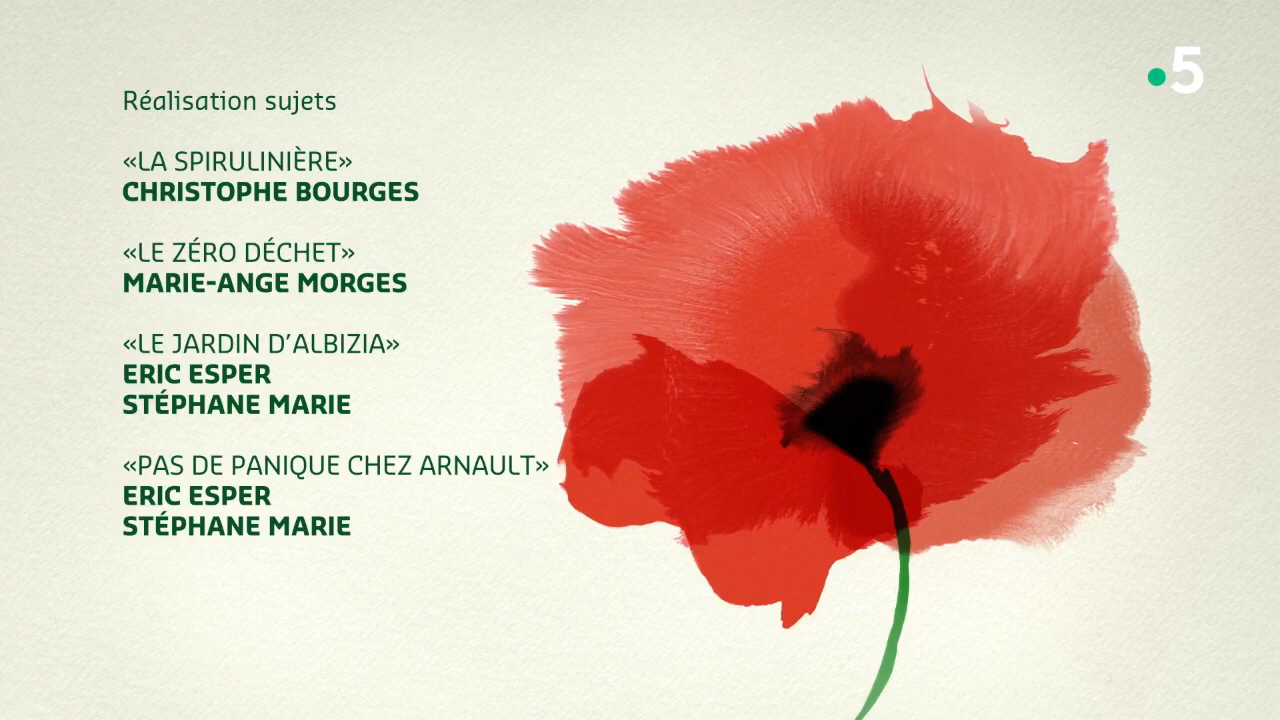 Réalisation sujets
«LA SPIRULINIÈRE»
CHRISTOPHE BOURGES
«LE ZÉRO DÉCHET»
MARIE-ANGE MORGES
«LE JARDIN D’ALBIZIA»
ERIC ESPER
STÉPHANE MARIE
«PAS DE PANIQUE CHEZ ARNAULT»
ERIC ESPER
STÉPHANE MARIE
5